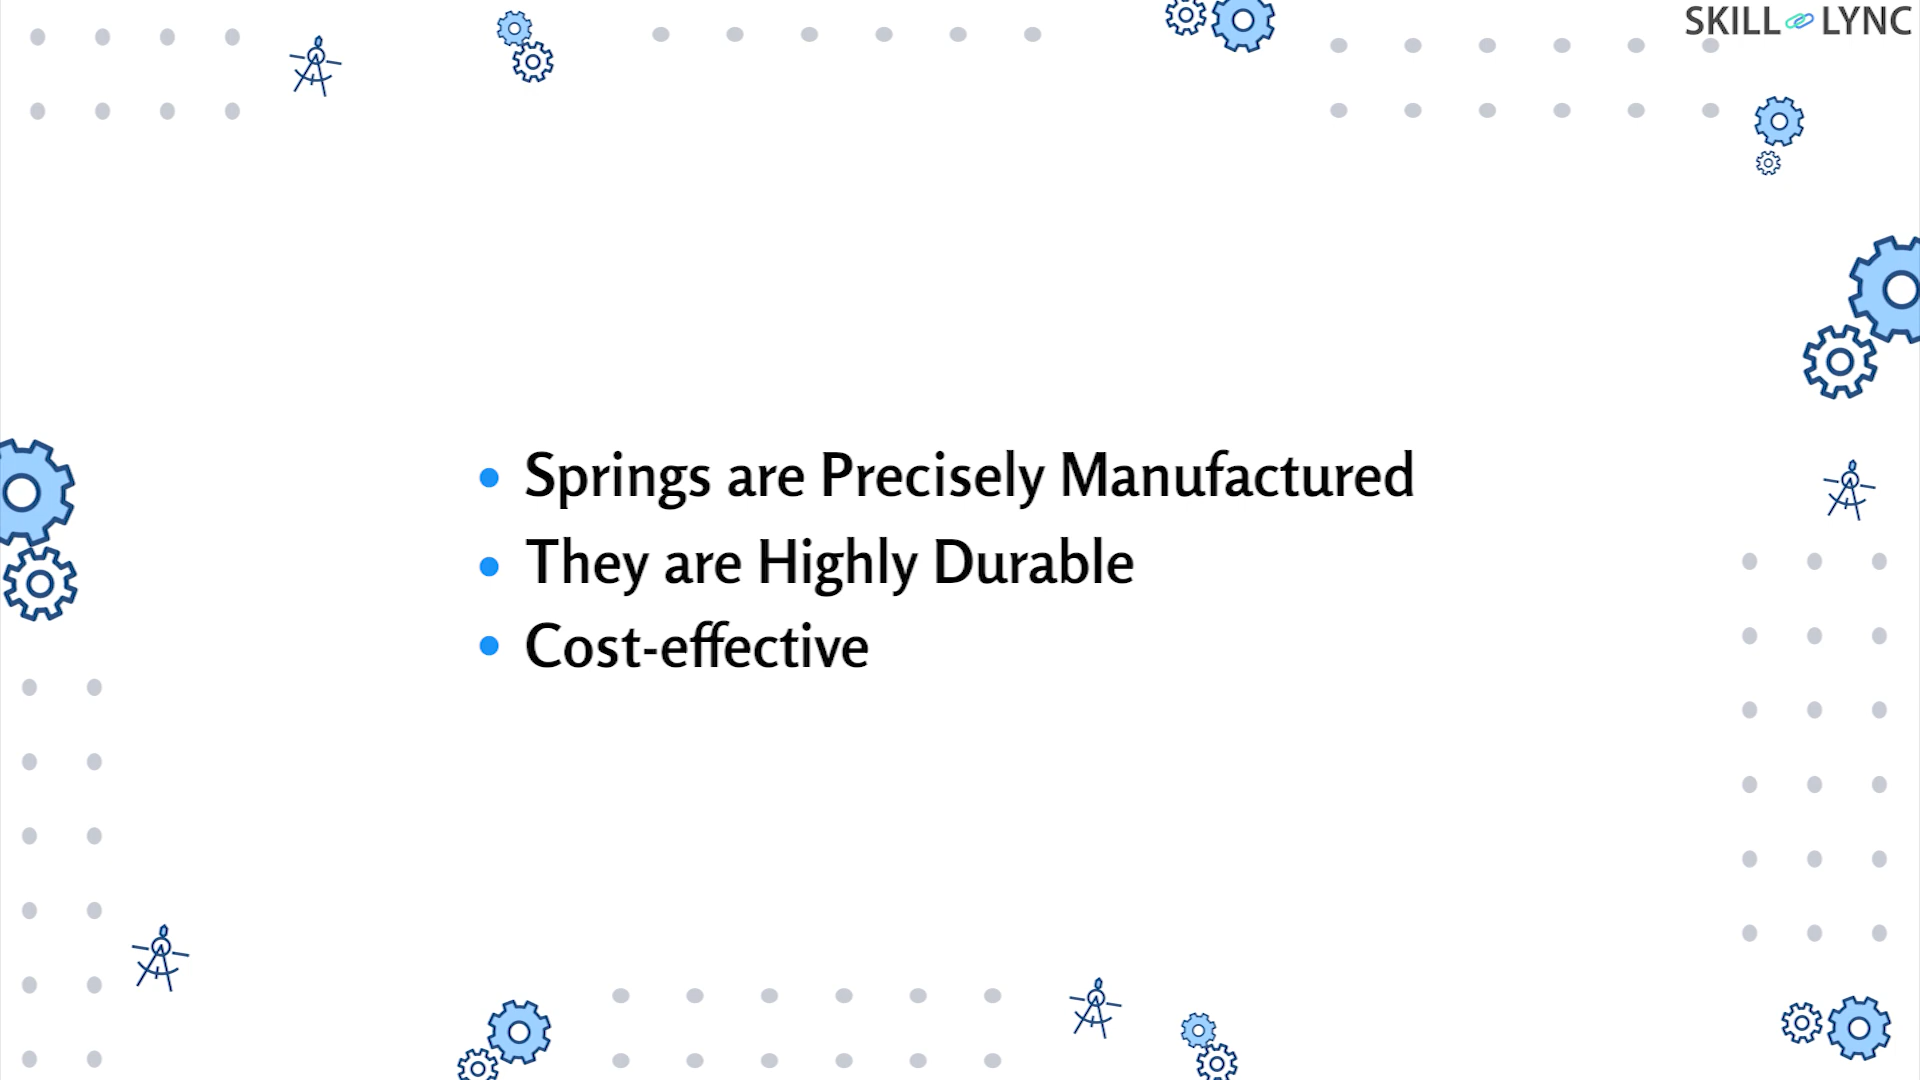 SKILL LYNC
Springs are Precisely Manufactured
They are Highly Durable
Cost-effective